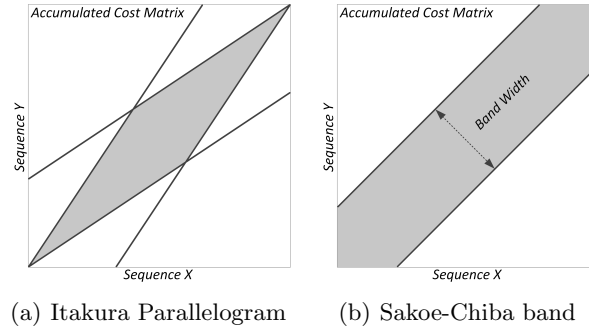 Accumulated Cost Matrix
Sequence Y
Sequence X
(a) Itakura Parallelogram
Accumulated Cost Matrix
Band Width
Sequence Y
Sequence X
(b) Sakoe-Chiba band